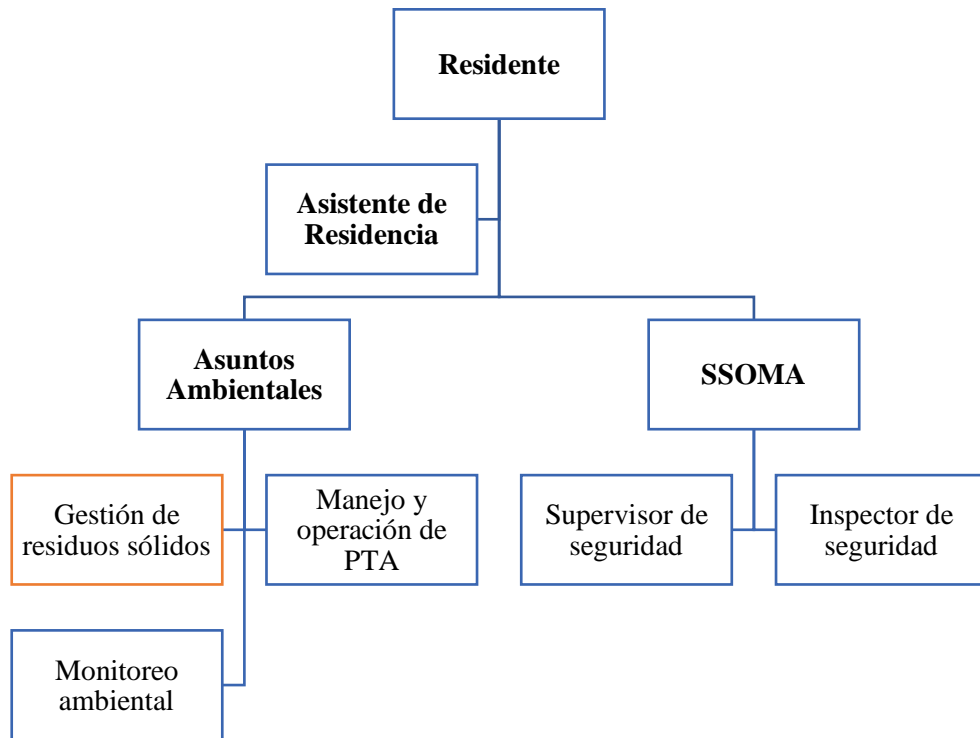 Residente
Asistente de
Residencia
Asuntos
Ambientales
SSOMA
Gestión de
residuos sólidos
Manejo y
operación de
PTA
Supervisor de
seguridad
Inspector de
seguridad
Monitoreo
ambiental